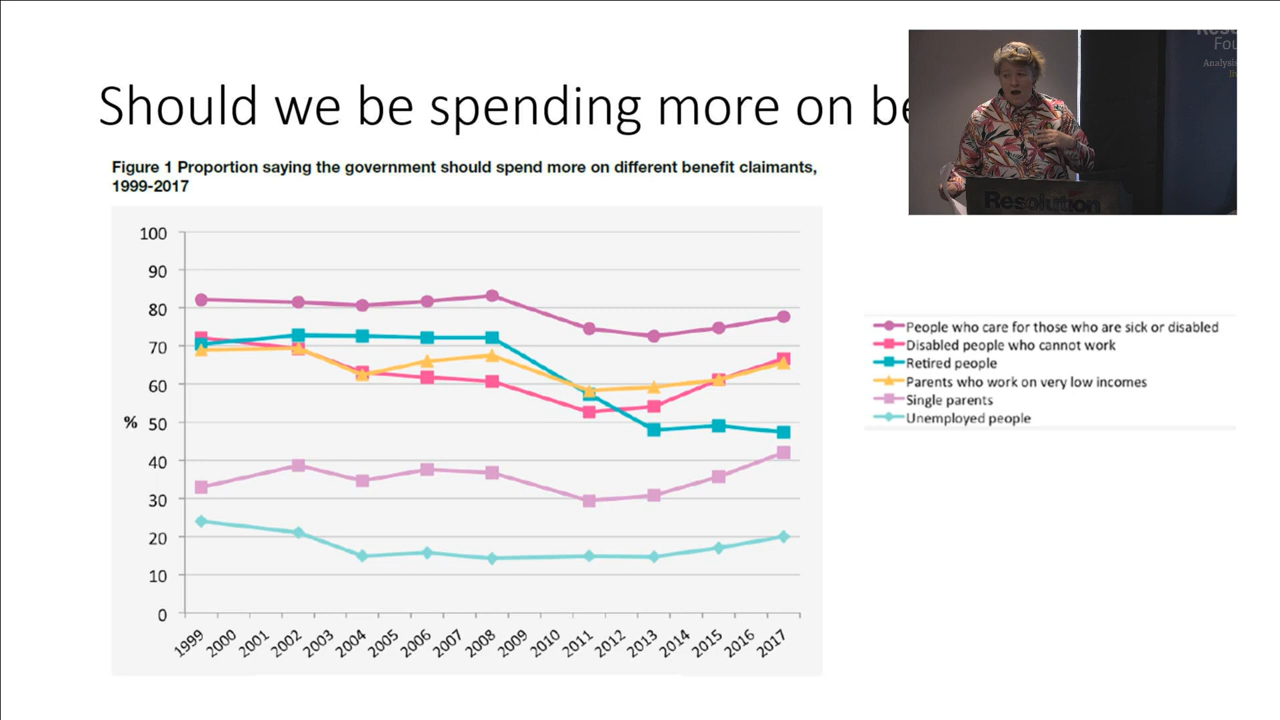 Should we be spending more on be
Figure 1 Proportion saying the government should spend more on different benefit claimants,
1999-2017
100
90
80
70
60
50
40
30
20
10
0
%
1999 2000 2001 2002 2003 2004 2005 2006 2007 2008 2009 2010 2011 2012 2013 2014 2015 2016 2017
People who care for those who are sick or disabled
Disabled people who cannot work
Retired people
Parents who work on very low incomes
Single parents
Unemployed people
Fou
Analysis
Resolution